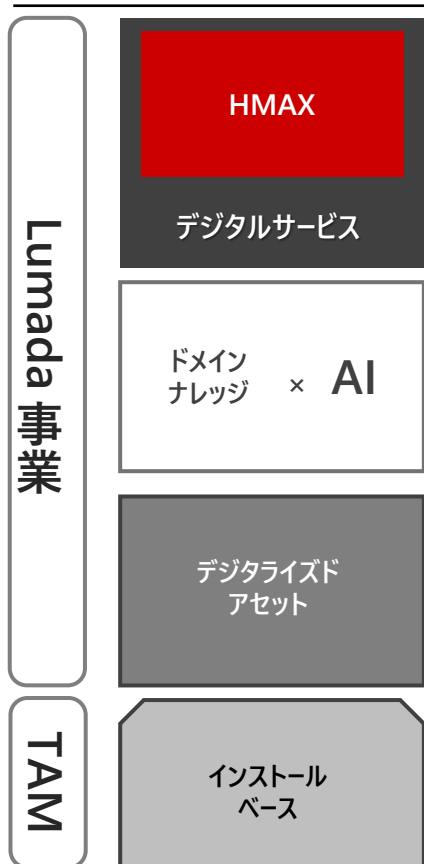 Lumada 事業
HMAX
デジタルサービス
ドメイン
ナレッジ × AI
デジタライズド
アセット
TAM
インストール
ベース